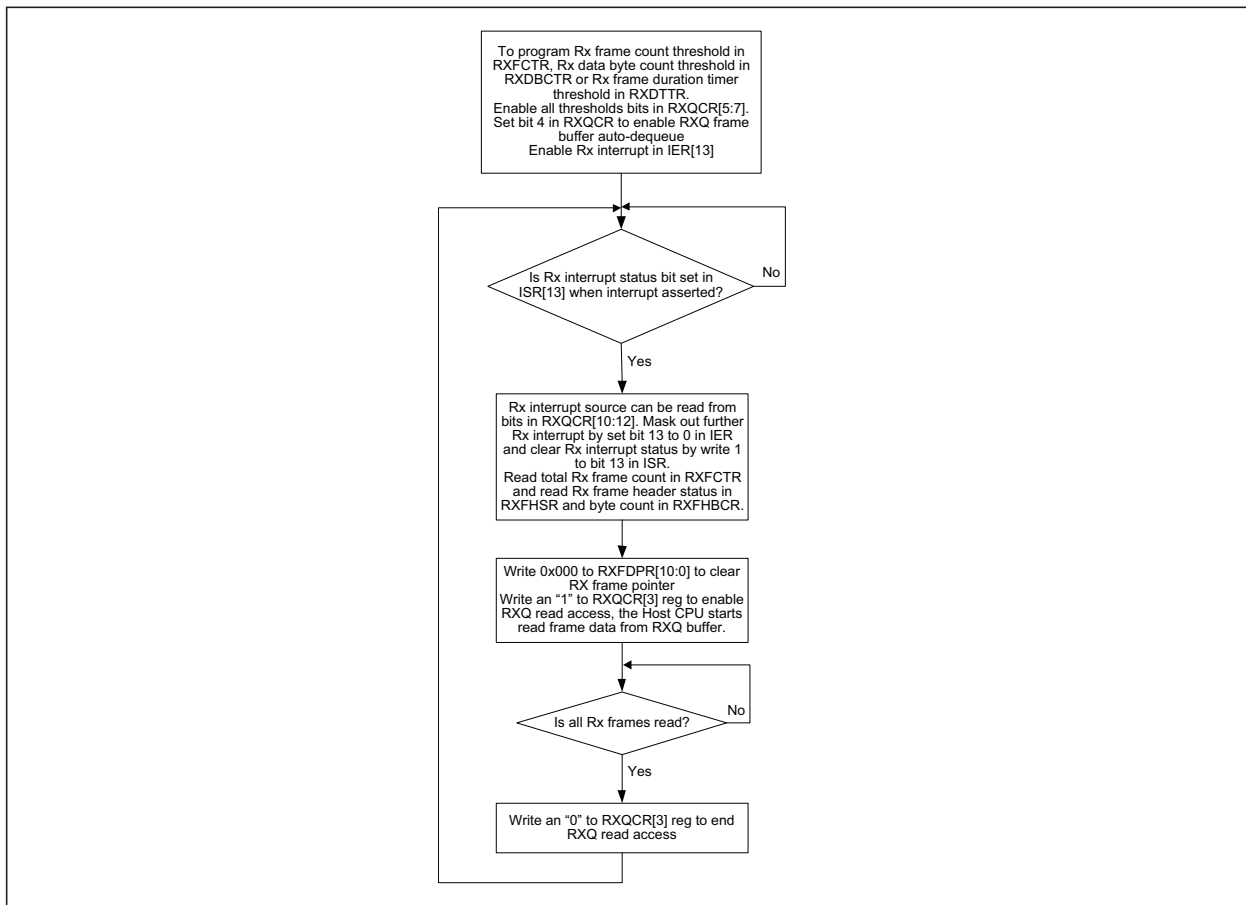 To program Rx frame count threshold in
RXFCTR, Rx data byte count threshold in
RXDBCTR or Rx frame duration timer
threshold in RXDTTR.
Enable all thresholds bits in RXQCR[5:7].
Set bit 4 in RXQCR to enable RXQ frame
buffer auto-dequeue
Enable Rx interrupt in IER[13]
Is Rx interrupt status bit set in
ISR[13] when interrupt asserted?
No
Yes
Rx interrupt source can be read from
bits in RXQCR[10:12]. Mask out further
Rx interrupt by set bit 13 to 0 in IER
and clear Rx interrupt status by write 1
to bit 13 in ISR.
Read total Rx frame count in RXFCTR
and read Rx frame header status in
RXFHSR and byte count in RXFHBCR.
Write 0x000 to RXFDPR[10:0] to clear
RX frame pointer
Write an “1” to RXQCR[3] reg to enable
RXQ read access, the Host CPU starts
read frame data from RXQ buffer.
Is all Rx frames read?
No
Yes
Write an “0” to RXQCR[3] reg to end
RXQ read access